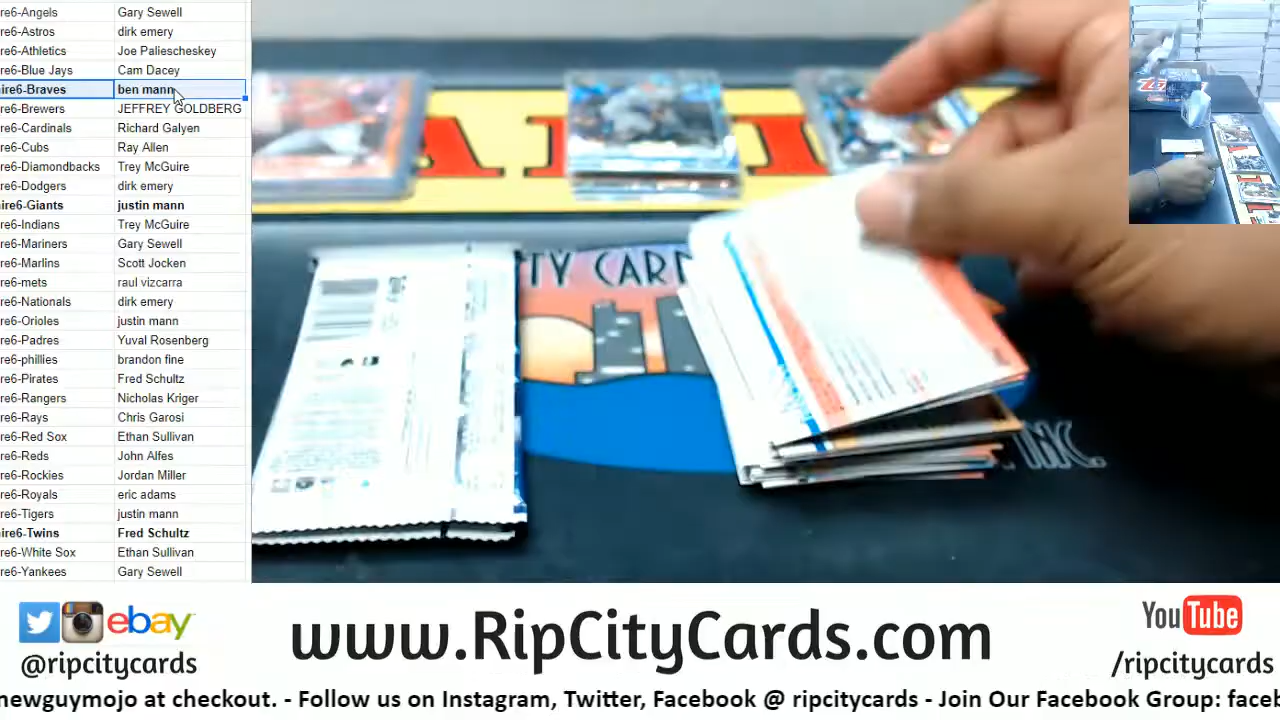 re6-Angels Gary Sewell
re6-Astros dirk emery
re6-Athletics Joe Paliescheskey
re6-Blue Jays Cam Dacey
ire6-Braves ben mann
re6-Brewers JEFFREY GOLDBERG
re6-Cardinals Richard Galyen
re6-Cubs Ray Allen
re6-Diamondbacks Trey McGuire
re6-Dodgers dirk emery
ire6-Giants justin mann
re6-Indians Trey McGuire
re6-Mariners Gary Sewell
re6-Marlins Scott Jocken
re6-mets raul vizcarra
re6-Nationals dirk emery
re6-Orioles justin mann
re6-Padres Yuval Rosenberg
re6-phillies brandon fine
re6-Pirates Fred Schultz
re6-Rangers Nicholas Kriger
re6-Rays Chris Garosi
re6-Red Sox Ethan Sullivan
re6-Reds John Alfes
re6-Rockies Jordan Miller
re6-Royals eric adams
re6-Tigers justin mann
ire6-Twins Fred Schultz
re6-White Sox Ethan Sullivan
re6-Yankees Gary Sewell
TY CAR
INC.
ebay
@ripcitycards
www.RipCityCards.com
YouTube
/ripcitycards
newguymojo at checkout. - Follow us on Instagram, Twitter, Facebook @ ripcitycards - Join Our Facebook Group: faceb